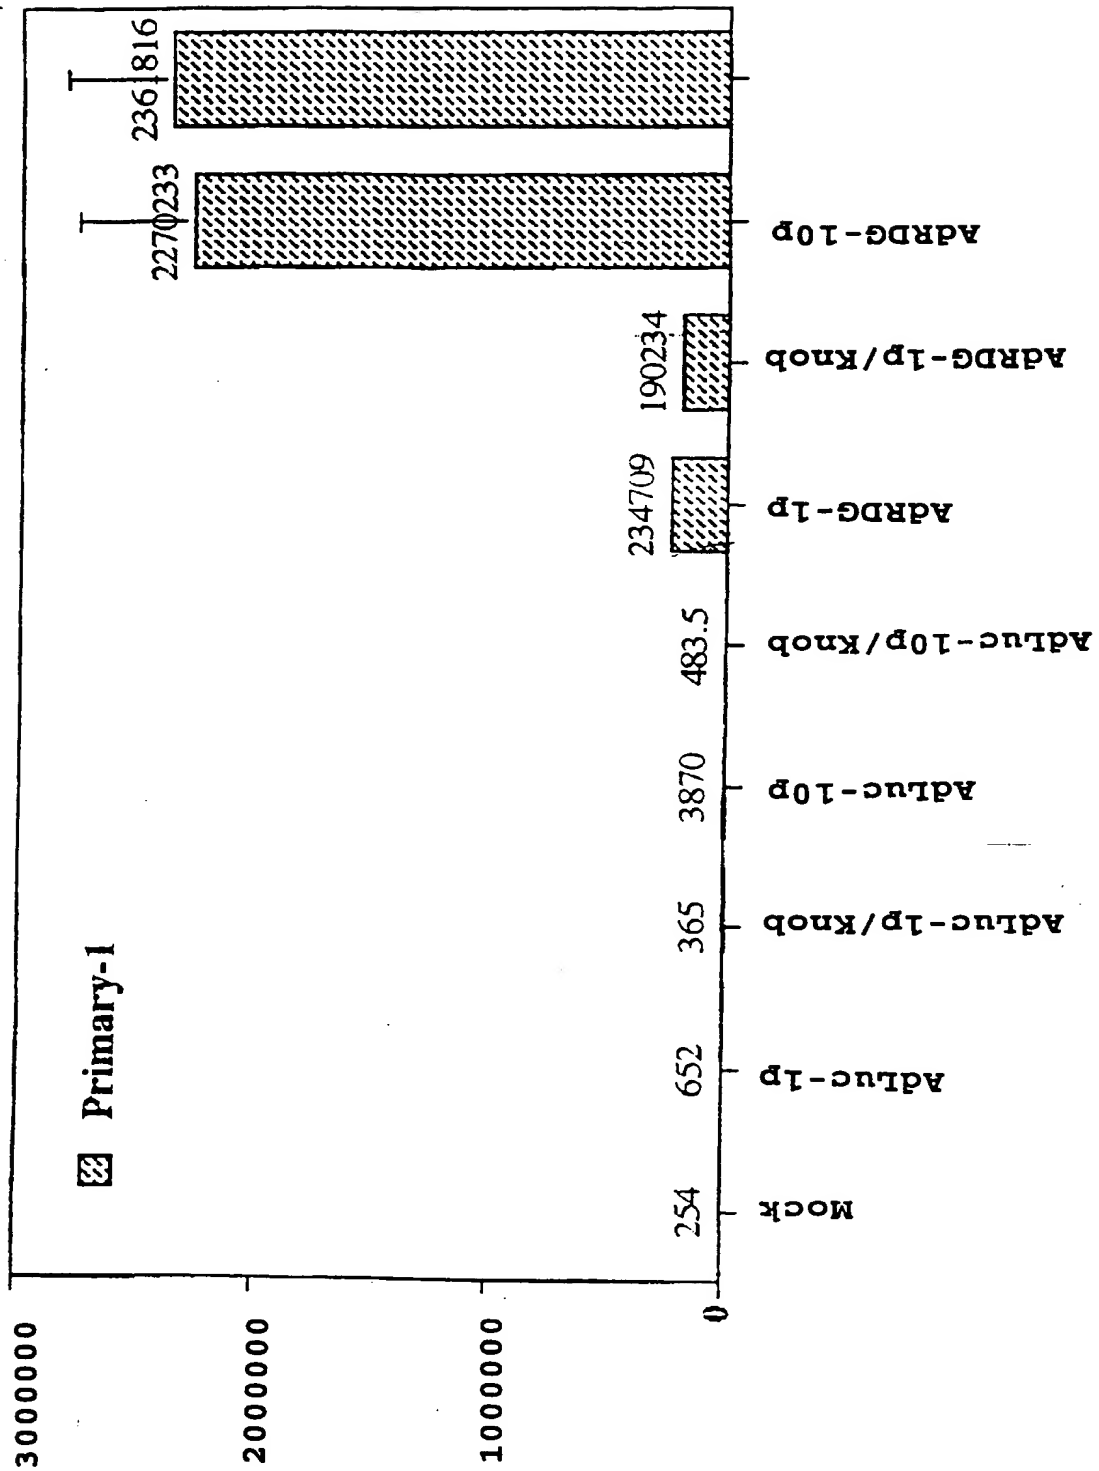 3000000
2000000
1000000
0
Primary-1
254
652
365
3870
483.5
234709
190234
2270233
2361816
Mock
AdLuc-1p
AdLuc-1p/Knob
AdLuc-10p
AdLuc-10p/Knob
AdRDG-1p
AdRDG-1p/Knob
AdRDG-10p